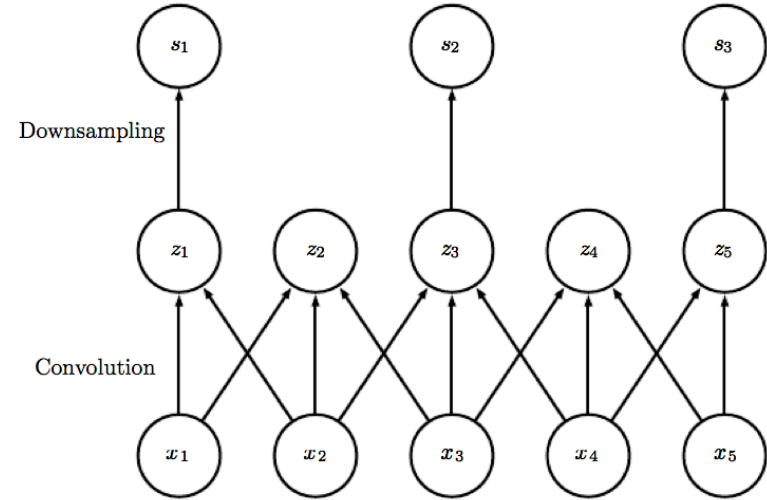 s₁ s₂ s₃
Downsampling
z₁ z₂ z₃ z₄ z₅
Convolution
x₁ x₂ x₃ x₄ x₅